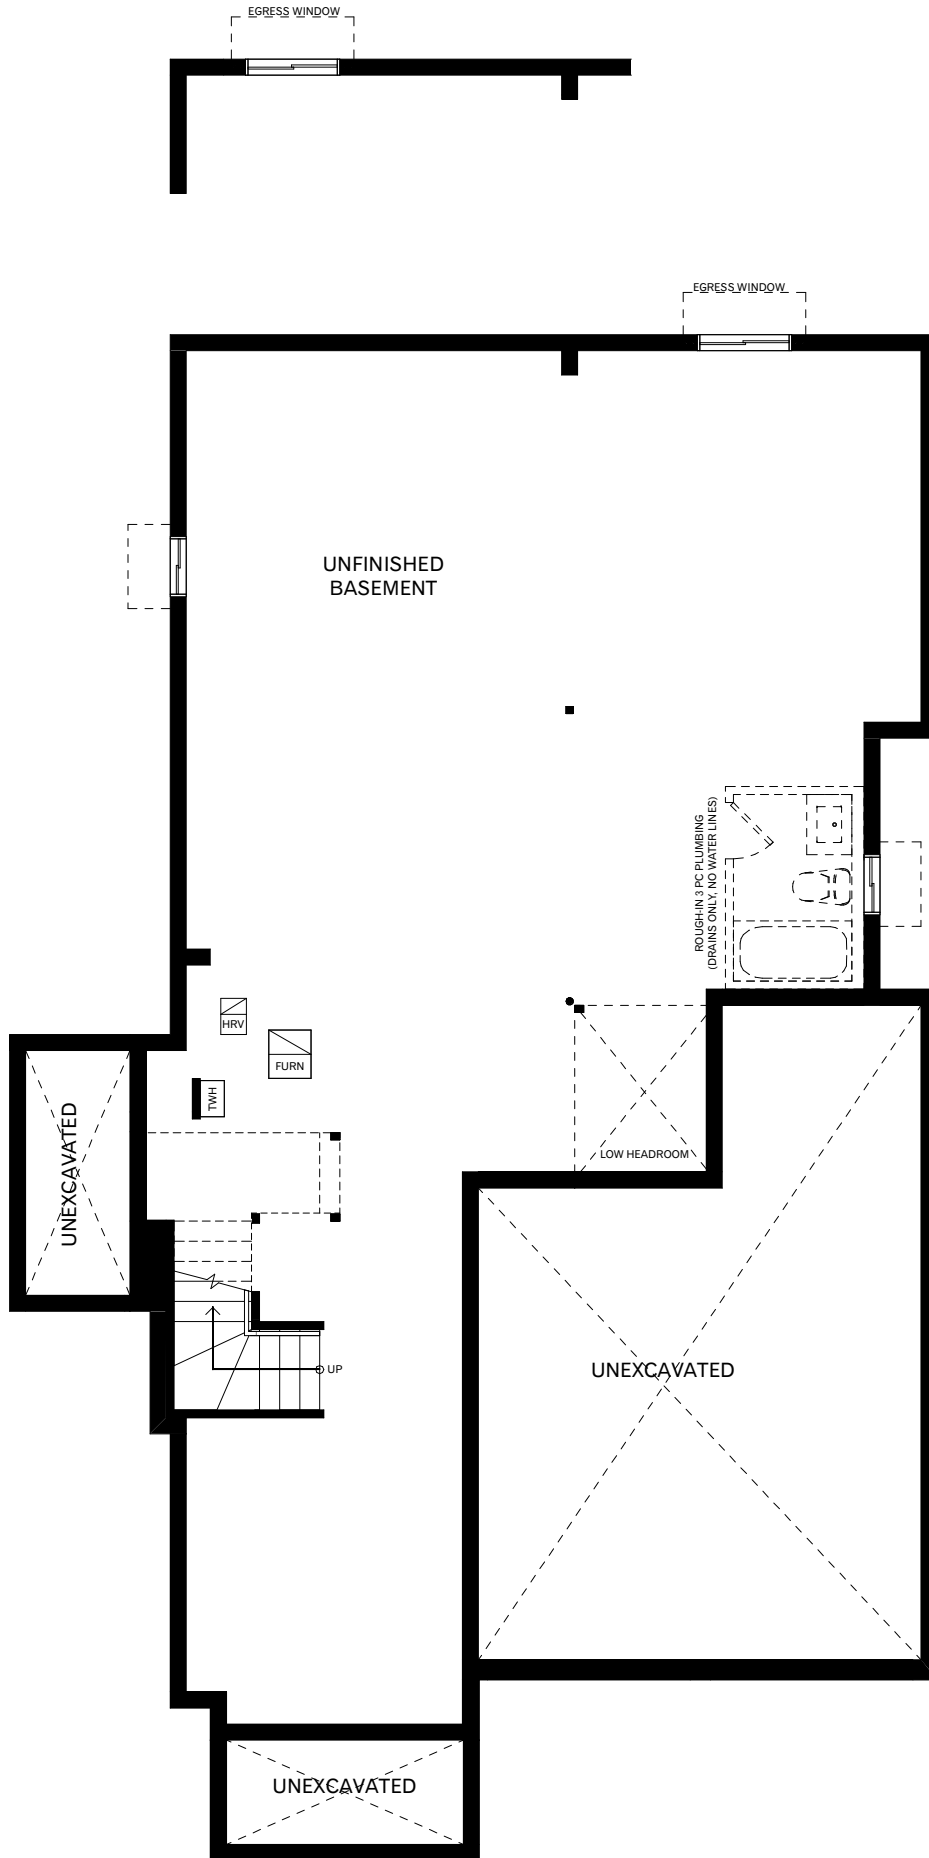 EGRESS WINDOW
EGRESS WINDOW
UNFINISHED
BASEMENT
ROUGH-IN 3 PC PLUMBING
(DRAINS ONLY, NO WATER LINES)
HRV
FURN
TWH
UNEXCAVATED
LOW HEADROOM
UP
UNEXCAVATED
UNEXCAVATED